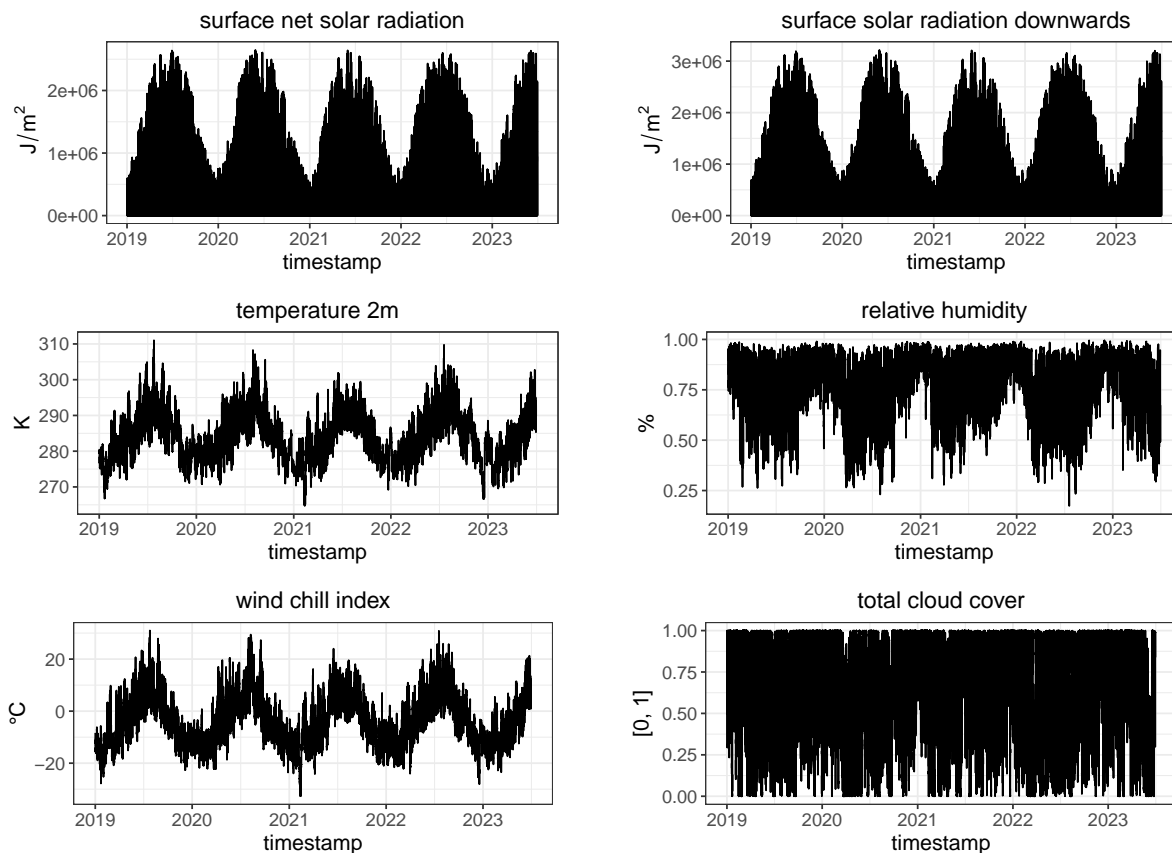 surface net solar radiation
J/m²
2e+06
1e+06
0e+00
2019 2020 2021 2022 2023
timestamp
surface solar radiation downwards
J/m²
3e+06
2e+06
1e+06
0e+00
2019 2020 2021 2022 2023
timestamp
temperature 2m
K
310
300
290
280
270
2019 2020 2021 2022 2023
timestamp
relative humidity
%
1.00
0.75
0.50
0.25
2019 2020 2021 2022 2023
timestamp
wind chill index
°C
20
0
−20
2019 2020 2021 2022 2023
timestamp
total cloud cover
[0, 1]
1.00
0.75
0.50
0.25
0.00
2019 2020 2021 2022 2023
timestamp